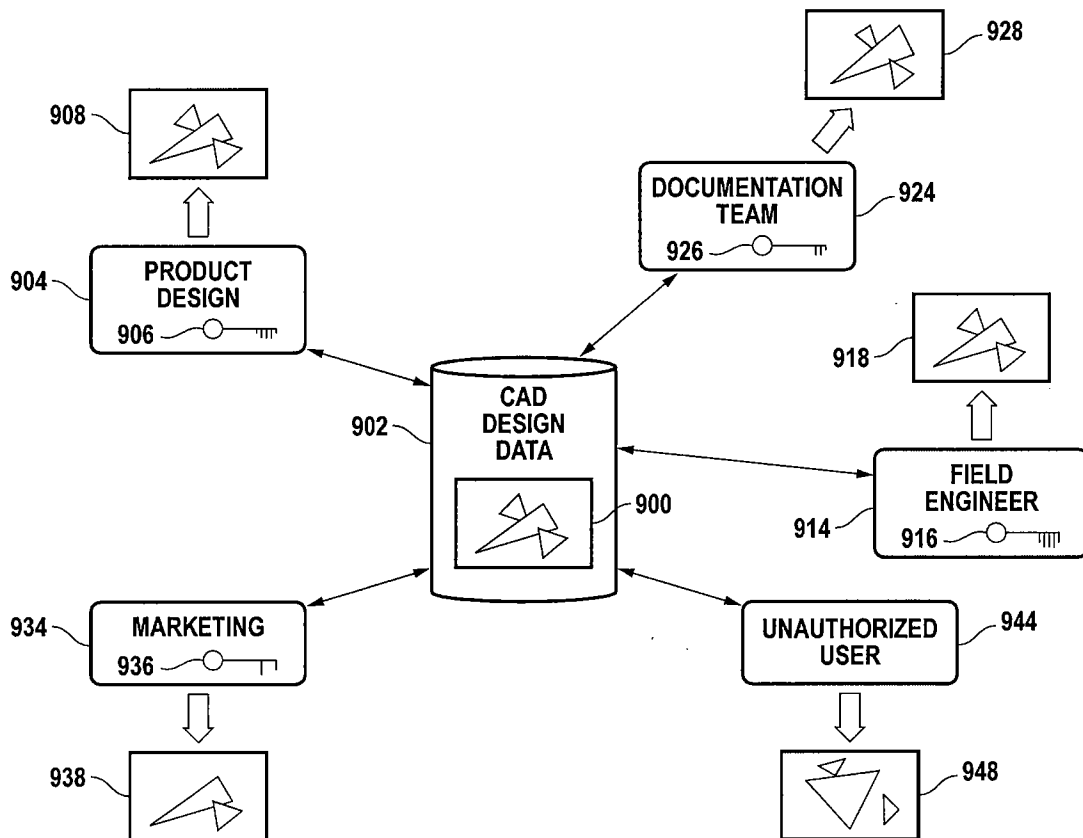 928
908
DOCUMENTATION
TEAM
924
926
904
PRODUCT
DESIGN
906
918
902
CAD
DESIGN
DATA
900
FIELD
ENGINEER
914
916
934
MARKETING
936
UNAUTHORIZED
USER
944
938
948